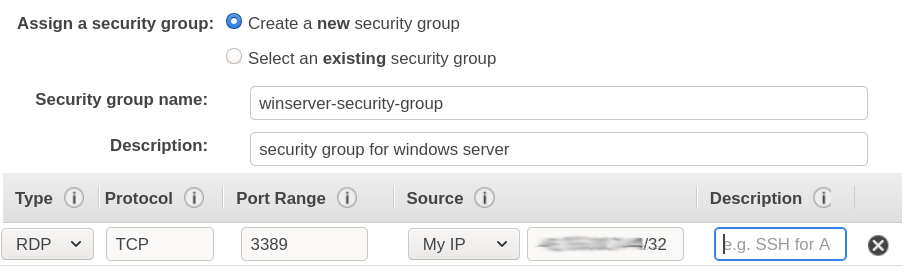 Assign a security group: Create a new security group
Select an existing security group
Security group name: winserver-security-group
Description: security group for windows server
Type i Protocol i Port Range i Source i Description i
RDP TCP 3389 My IP /32 e.g. SSH for A